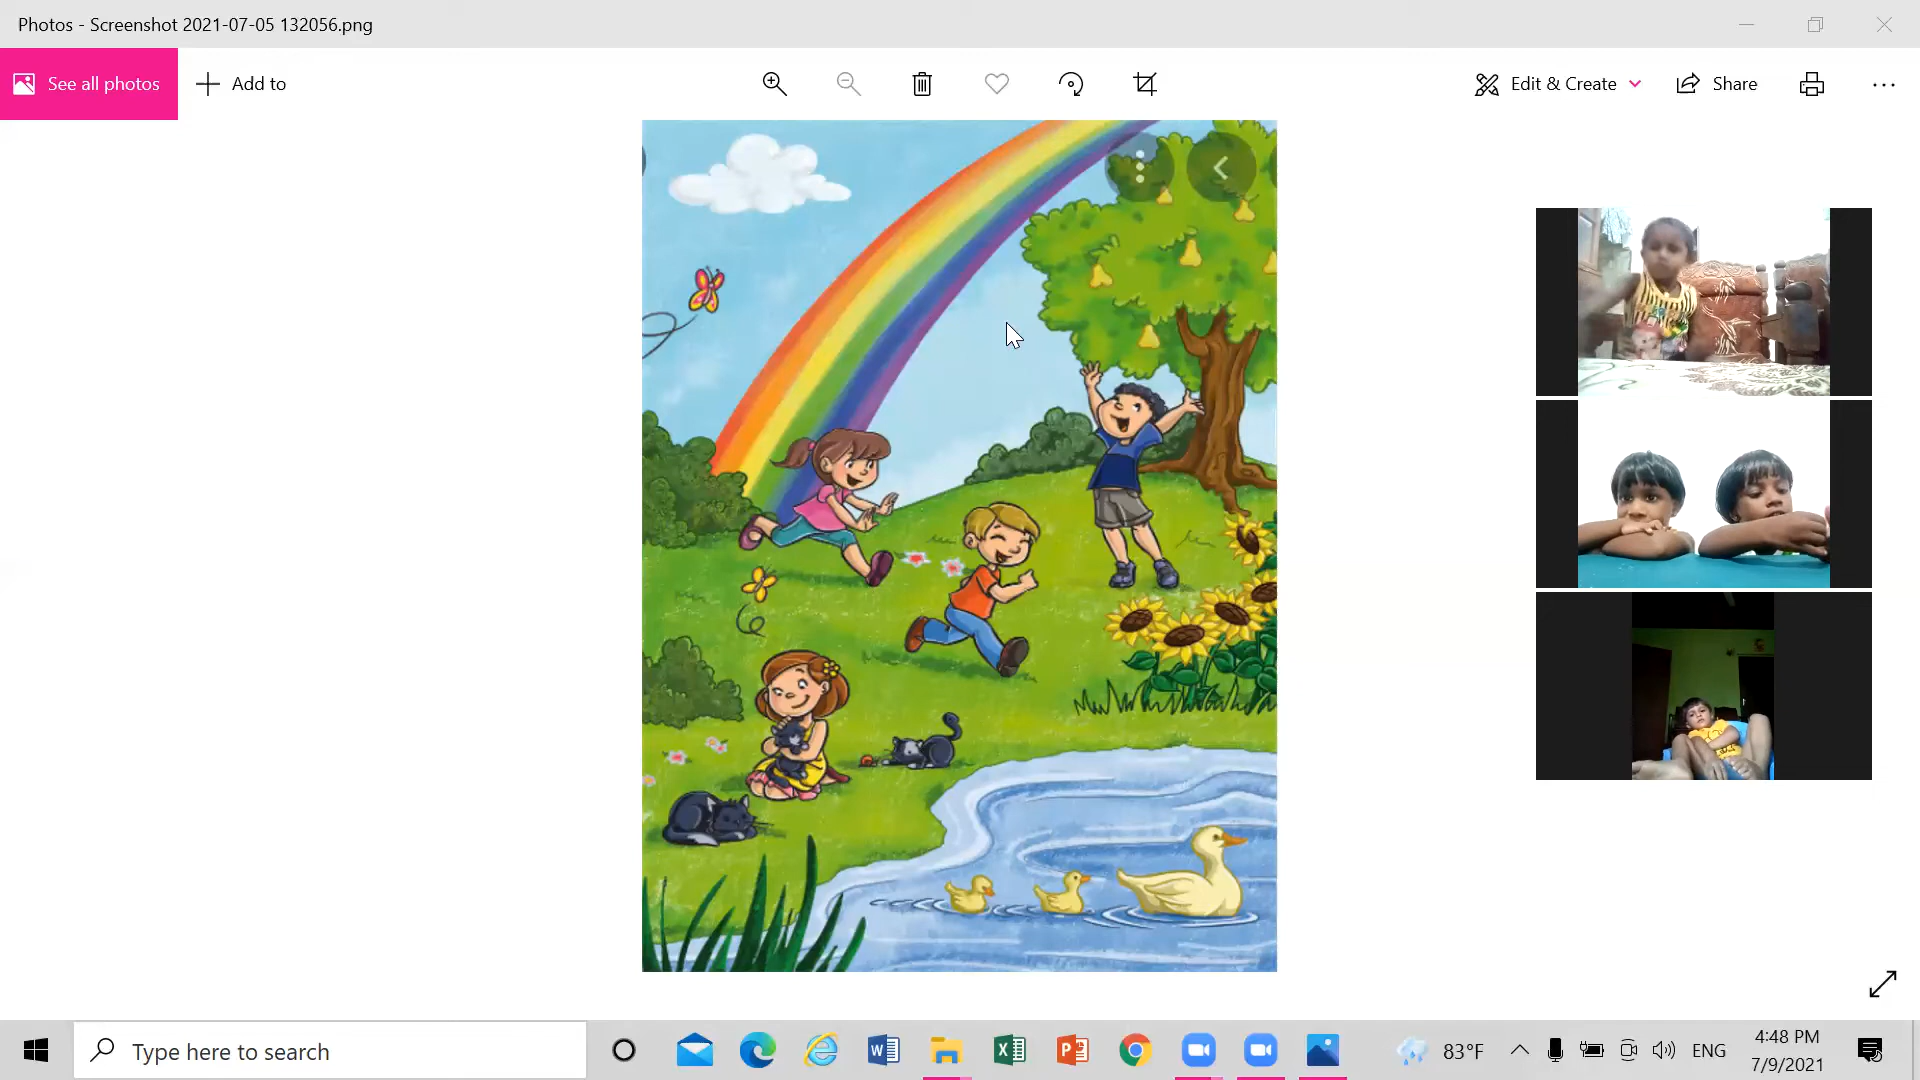 Photos - Screenshot 2021-07-05 132056.png
See all photos
Add to
Edit & Create
Share
Type here to search
83°F
ENG
4:48 PM
7/9/2021